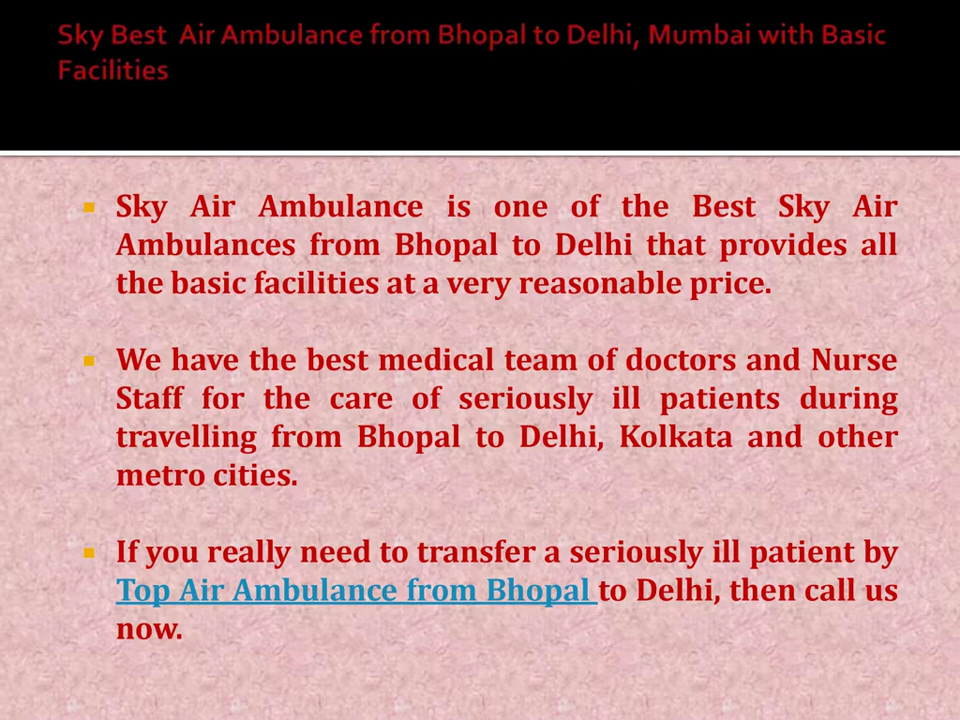 Sky Best Air Ambulance from Bhopal to Delhi, Mumbai with Basic
Facilities
Sky Air Ambulance is one of the Best Sky Air
Ambulances from Bhopal to Delhi that provides all
the basic facilities at a very reasonable price.
We have the best medical team of doctors and Nurse
Staff for the care of seriously ill patients during
travelling from Bhopal to Delhi, Kolkata and other
metro cities.
If you really need to transfer a seriously ill patient by
Top Air Ambulance from Bhopal to Delhi, then call us
now.